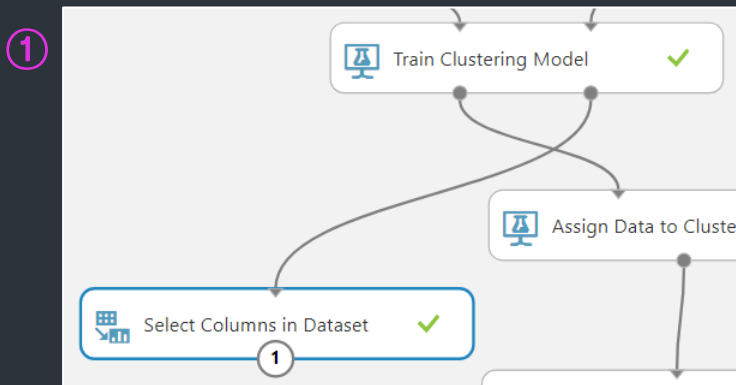 ①
Train Clustering Model
Assign Data to Cluste
Select Columns in Dataset
1